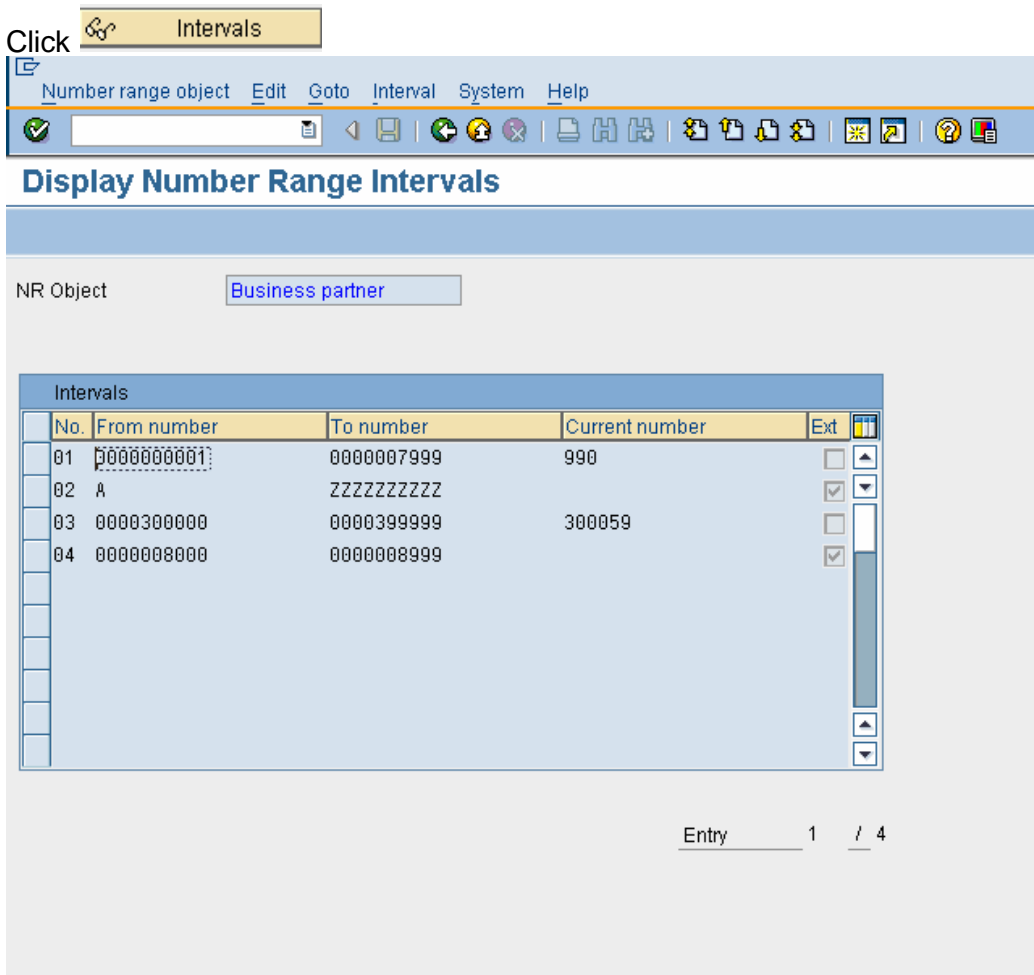 Click Intervals
Number range object Edit Goto Interval System Help
Display Number Range Intervals
NR Object Business partner
Intervals
No. From number To number Current number Ext
01 0000000001 0000007999 990
02 A ZZZZZZZZZZ
03 0000300000 0000399999 300059
04 0000008000 0000008999
Entry 1 / 4